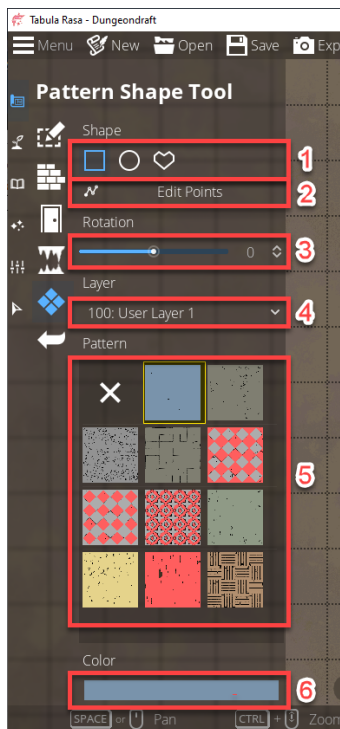 Tabula Rasa - Dungeondraft
Menu New Open Save Exp
Pattern Shape Tool
Shape
1
Edit Points 2
Rotation
0 3
Layer
100: User Layer 1 4
Pattern
5
Color
6
SPACE or Pan CTRL + Zoom